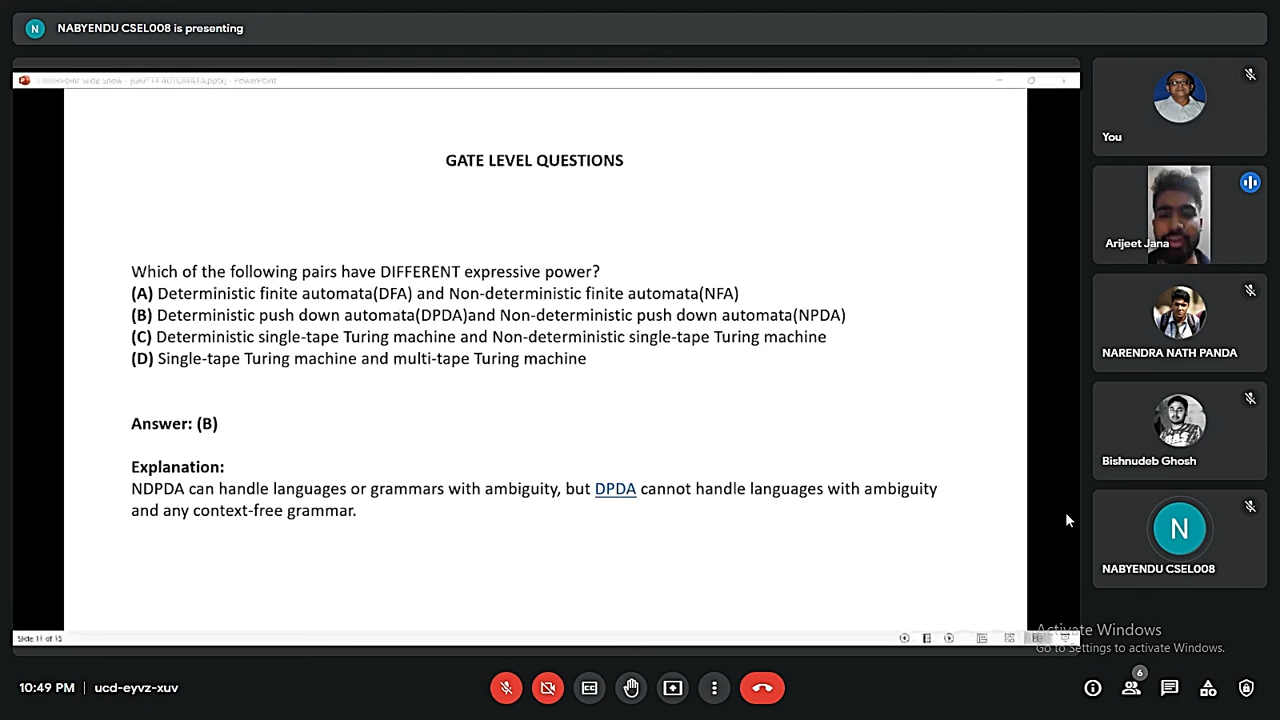 N NABYENDU CSEL008 is presenting
PowerPoint
GATE LEVEL QUESTIONS
Which of the following pairs have DIFFERENT expressive power?
(A) Deterministic finite automata(DFA) and Non-deterministic finite automata(NFA)
(B) Deterministic push down automata(DPDA)and Non-deterministic push down automata(NPDA)
(C) Deterministic single-tape Turing machine and Non-deterministic single-tape Turing machine
(D) Single-tape Turing machine and multi-tape Turing machine
Answer: (B)
Explanation:
NDPDA can handle languages or grammars with ambiguity, but DPDA cannot handle languages with ambiguity
and any context-free grammar.
Slide 11 of 15
You
Arijeet Jana
NARENDRA NATH PANDA
Bishnudeb Ghosh
N
NABYENDU CSEL008
Activate Windows
Go to Settings to activate Windows.
10:49 PM | ucd-eyvz-xuv
6